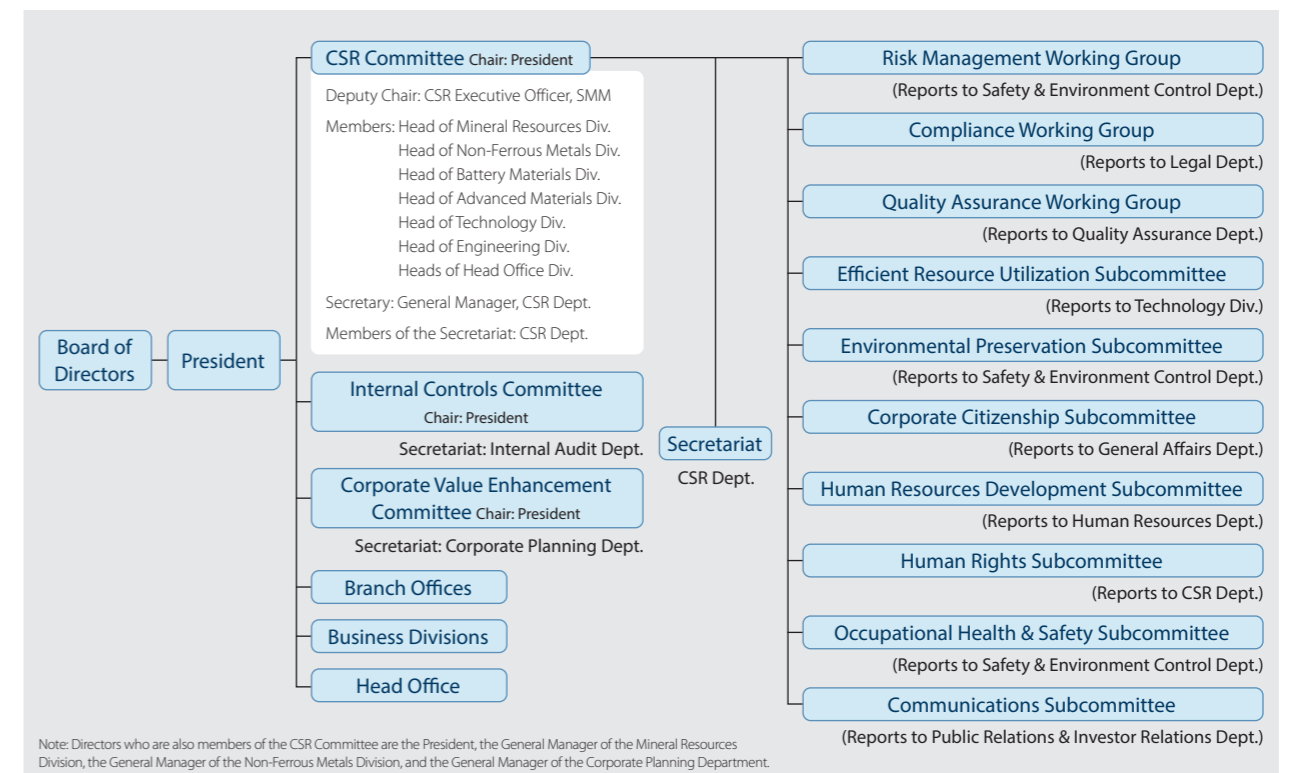 Board of
Directors
President
CSR Committee Chair: President
Deputy Chair: CSR Executive Officer, SMM
Members: Head of Mineral Resources Div.
Head of Non-Ferrous Metals Div.
Head of Battery Materials Div.
Head of Advanced Materials Div.
Head of Technology Div.
Head of Engineering Div.
Heads of Head Office Div.
Secretary: General Manager, CSR Dept.
Members of the Secretariat: CSR Dept.
Internal Controls Committee
Chair: President
Secretariat: Internal Audit Dept.
Corporate Value Enhancement
Committee Chair: President
Secretariat: Corporate Planning Dept.
Branch Offices
Business Divisions
Head Office
Secretariat
CSR Dept.
Risk Management Working Group
(Reports to Safety & Environment Control Dept.)
Compliance Working Group
(Reports to Legal Dept.)
Quality Assurance Working Group
(Reports to Quality Assurance Dept.)
Efficient Resource Utilization Subcommittee
(Reports to Technology Div.)
Environmental Preservation Subcommittee
(Reports to Safety & Environment Control Dept.)
Corporate Citizenship Subcommittee
(Reports to General Affairs Dept.)
Human Resources Development Subcommittee
(Reports to Human Resources Dept.)
Human Rights Subcommittee
(Reports to CSR Dept.)
Occupational Health & Safety Subcommittee
(Reports to Safety & Environment Control Dept.)
Communications Subcommittee
(Reports to Public Relations & Investor Relations Dept.)
Note: Directors who are also members of the CSR Committee are the President, the General Manager of the Mineral Resources
Division, the General Manager of the Non-Ferrous Metals Division, and the General Manager of the Corporate Planning Department.